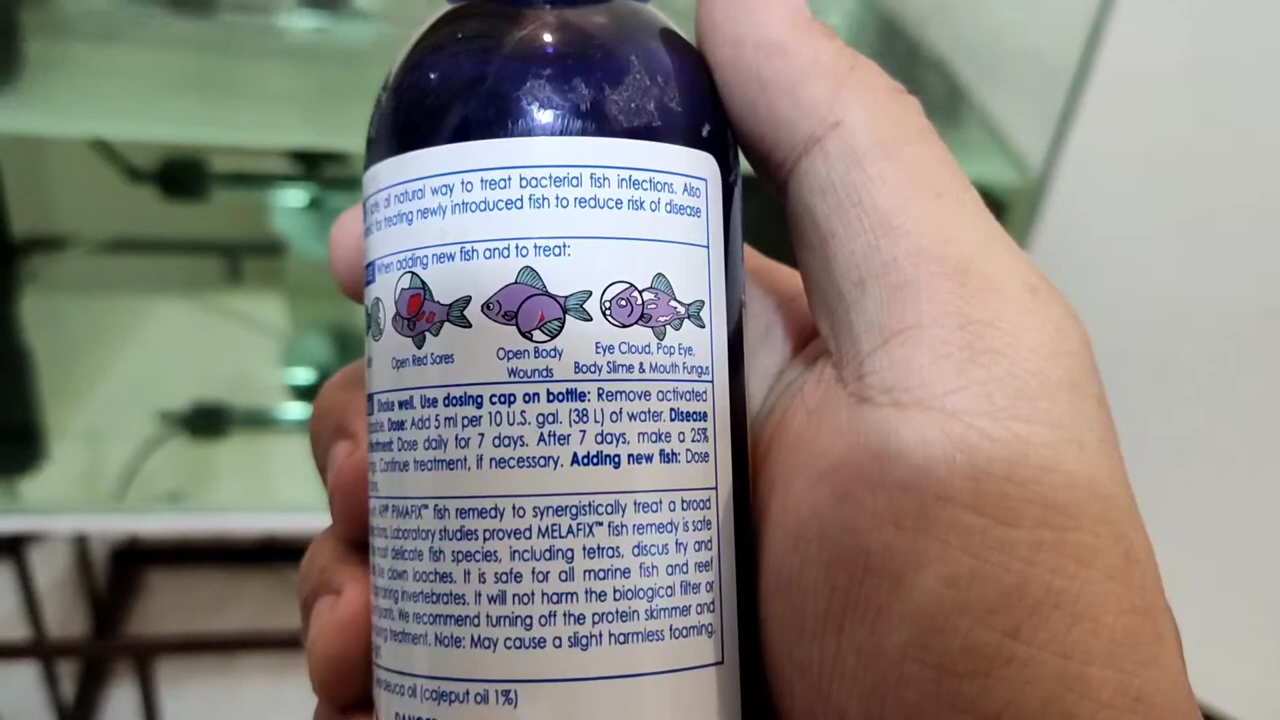 all natural way to treat bacterial fish infections. Also
for treating newly introduced fish to reduce risk of disease
When adding new fish and to treat:
Open Red Sores
Open Body
Wounds
Eye Cloud, Pop Eye,
Body Slime & Mouth Fungus
Shake well. Use dosing cap on bottle: Remove activated
Dose: Add 5 ml per 10 U.S. gal. (38 L) of water. Disease
Dose daily for 7 days. After 7 days, make a 25%
Continue treatment, if necessary. Adding new fish: Dose
API® PIMAFIX™ fish remedy to synergistically treat a broad
Laboratory studies proved MELAFIX™ fish remedy is safe
most delicate fish species, including tetras, discus fry and
down loaches. It is safe for all marine fish and reef
invertebrates. It will not harm the biological filter or
We recommend turning off the protein skimmer and
treatment. Note: May cause a slight harmless foaming.
oil (cajeput oil 1%)